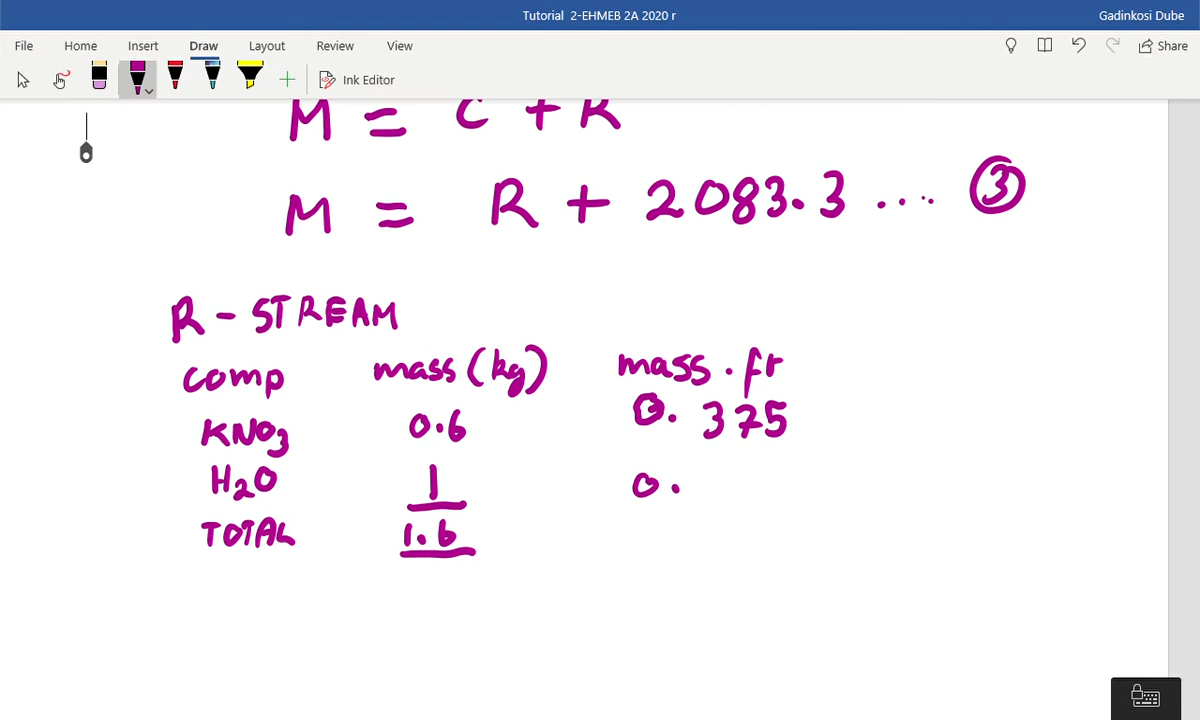 Tutorial 2-EHMEB 2A 2020 r
Gadinkosi Dube
File Home Insert Draw Layout Review View Share
Ink Editor
M = C + R
M = R + 2083.3 .... ③
R - STREAM
comp mass (kg) mass . fr
KNO3 0.6 0. 375
H2O 1 0.
TOTAL 1.6